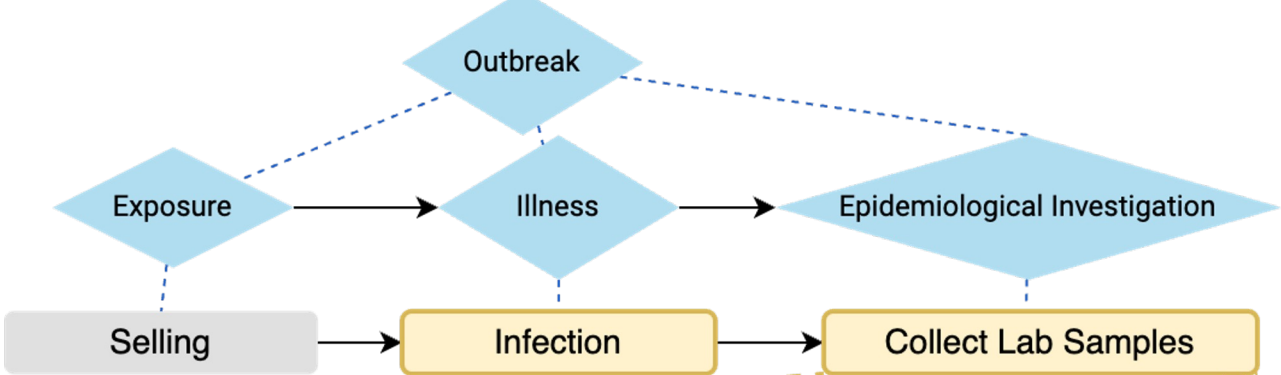 Outbreak
Exposure
Illness
Epidemiological Investigation
Selling
Infection
Collect Lab Samples